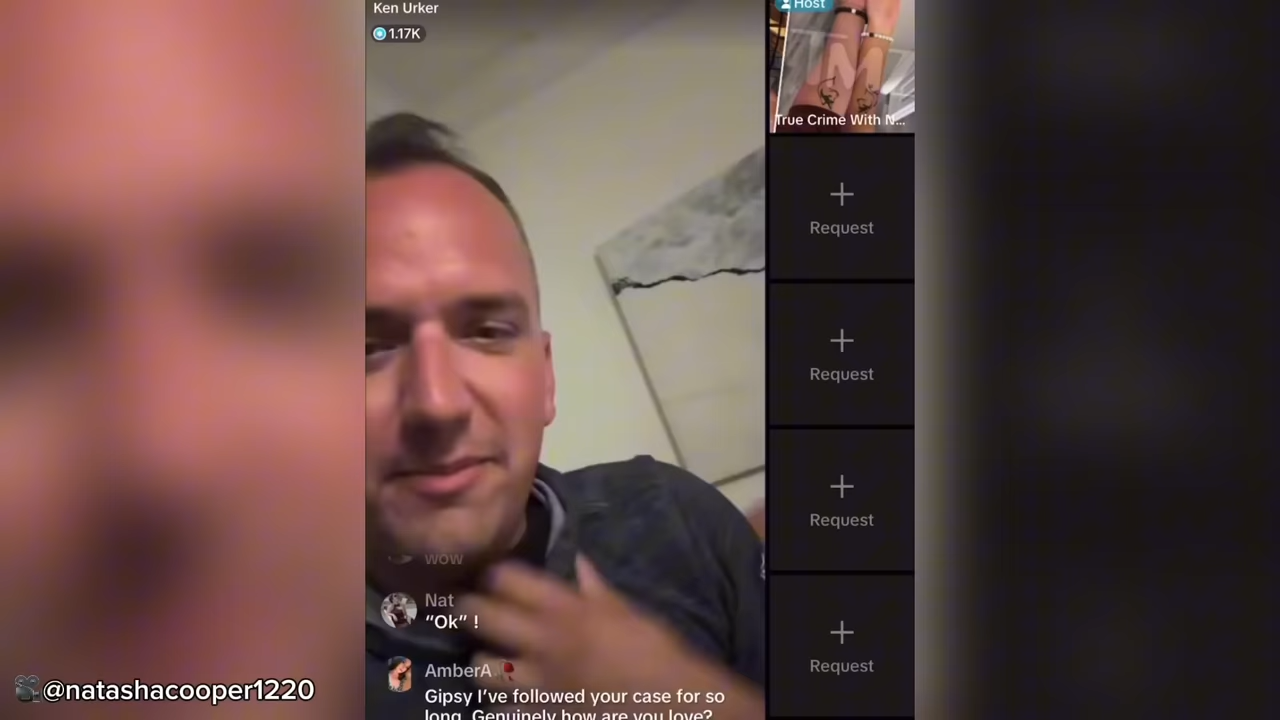 Ken Urker
1.17K
Host
True Crime With N...
Request
Request
Request
Request
wow
Nat
“Ok” !
AmberA
Gipsy I’ve followed your case for so
long. Genuinely how are you love?
@natashacooper1220